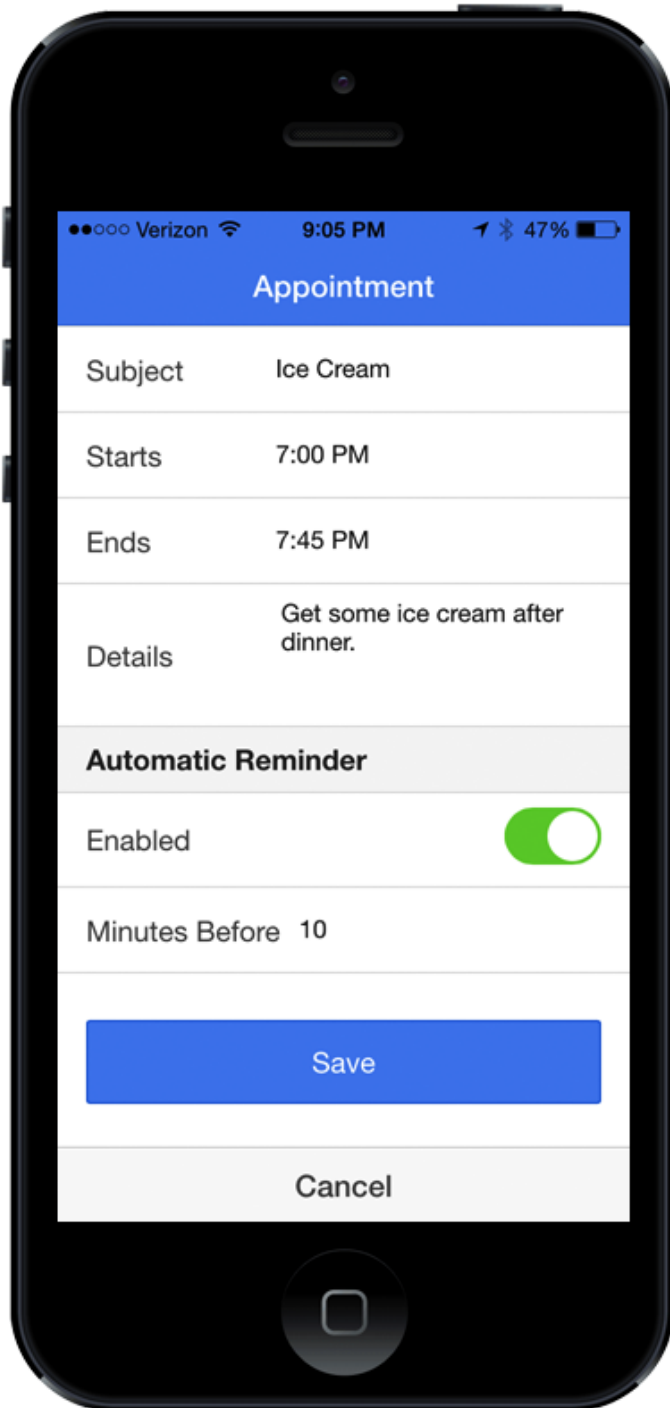 Verizon 9:05 PM 47%
Appointment
Subject Ice Cream
Starts 7:00 PM
Ends 7:45 PM
Get some ice cream after
dinner.
Details
Automatic Reminder
Enabled
Minutes Before 10
Save
Cancel